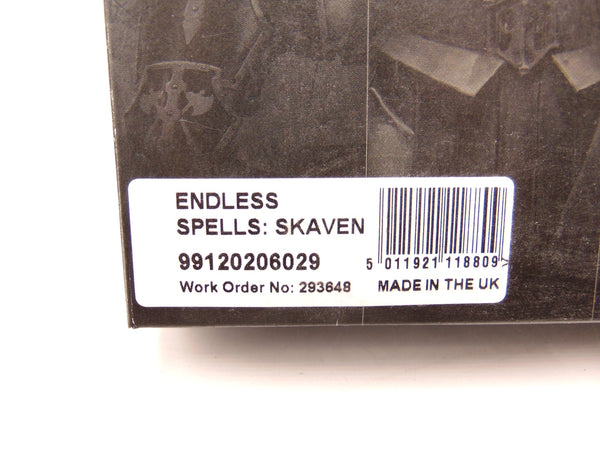 ENDLESS
SPELLS: SKAVEN
99120206029
5 011921 118809 >
Work Order No: 293648
MADE IN THE UK